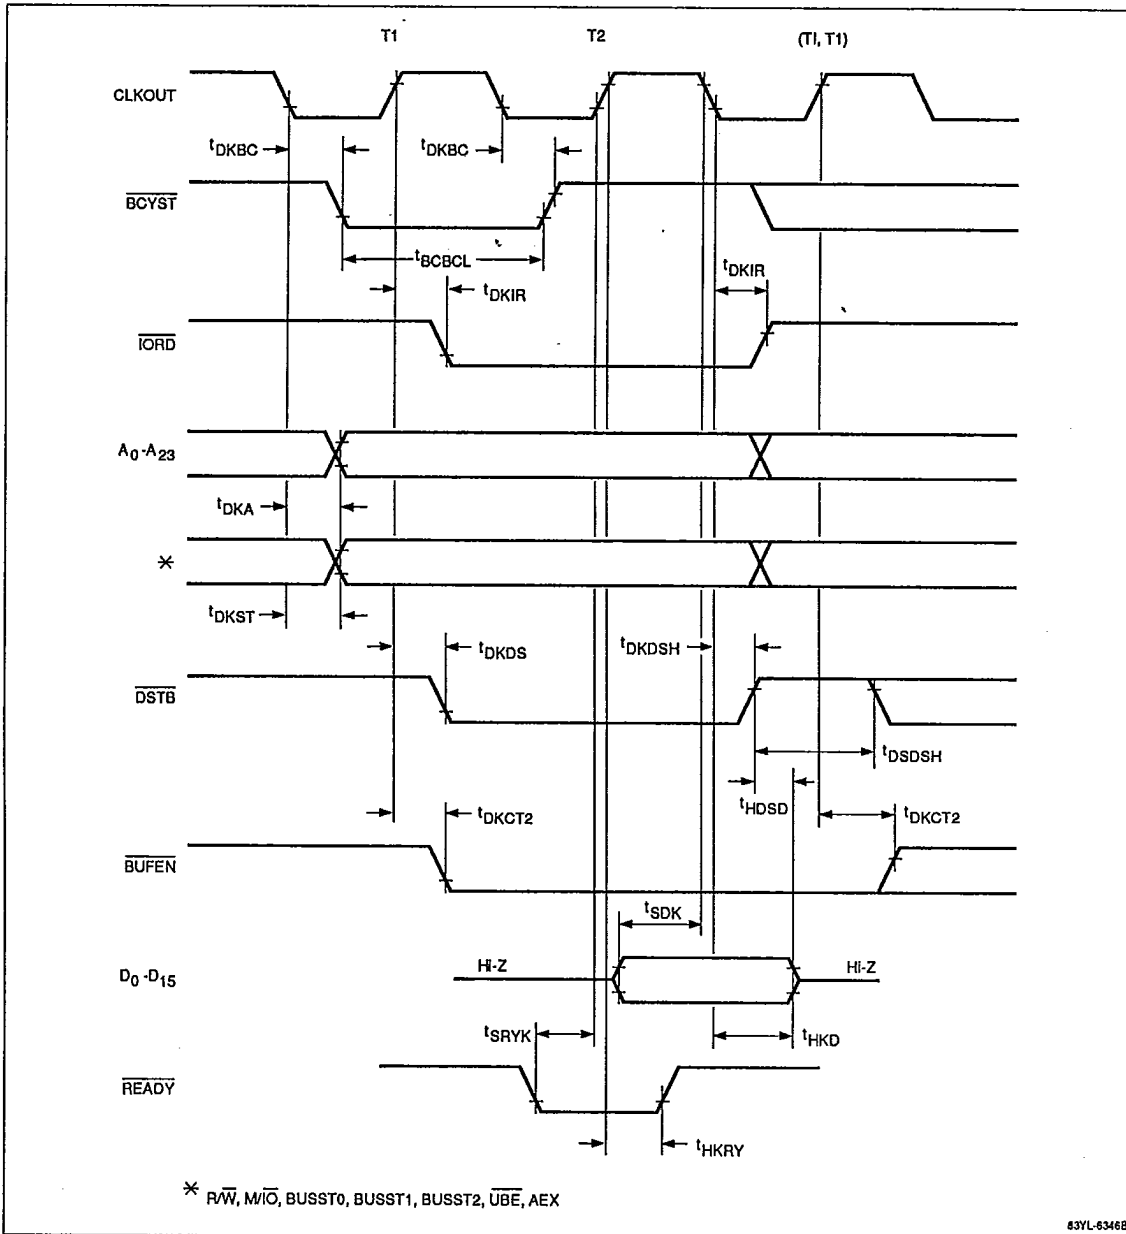 T1 T2 (TI, T1)
CLKOUT
tDKBC tDKBC
BCYST
tBCBCL
tDKIR tDKIR
IORD
A0-A23
tDKA
*
tDKST
tDKDS tDKDSH
DSTB
tDSDSH
tHDSD
tDKCT2 tDKCT2
BUFEN
tSDK
D0-D15 Hi-Z Hi-Z
tSRYK tHKD
READY
tHKRY
* R/W, M/IO, BUSST0, BUSST1, BUSST2, UBE, AEX
83YL-6346B